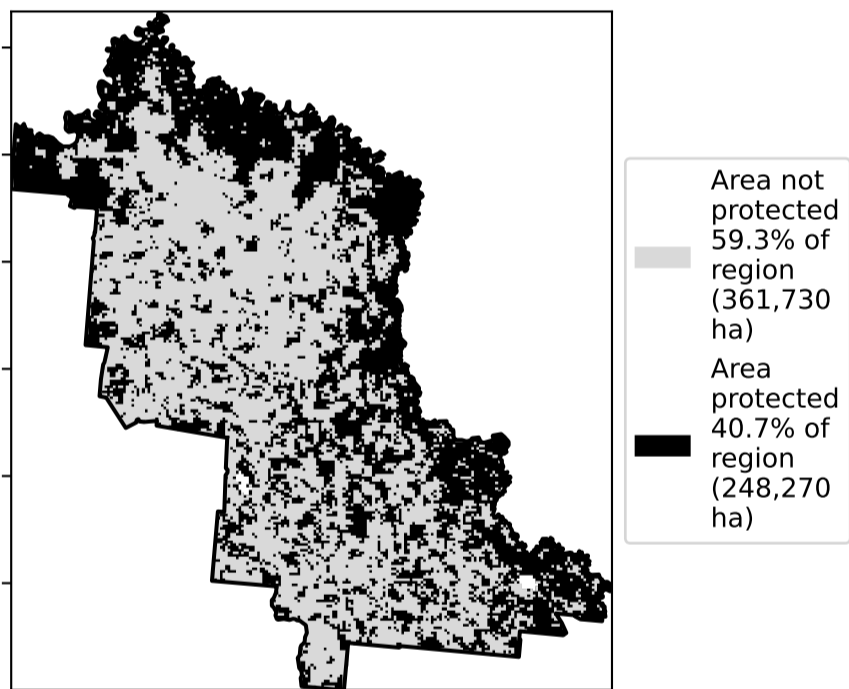 Area not
protected
59.3% of
region
(361,730
ha)
Area
protected
40.7% of
region
(248,270
ha)